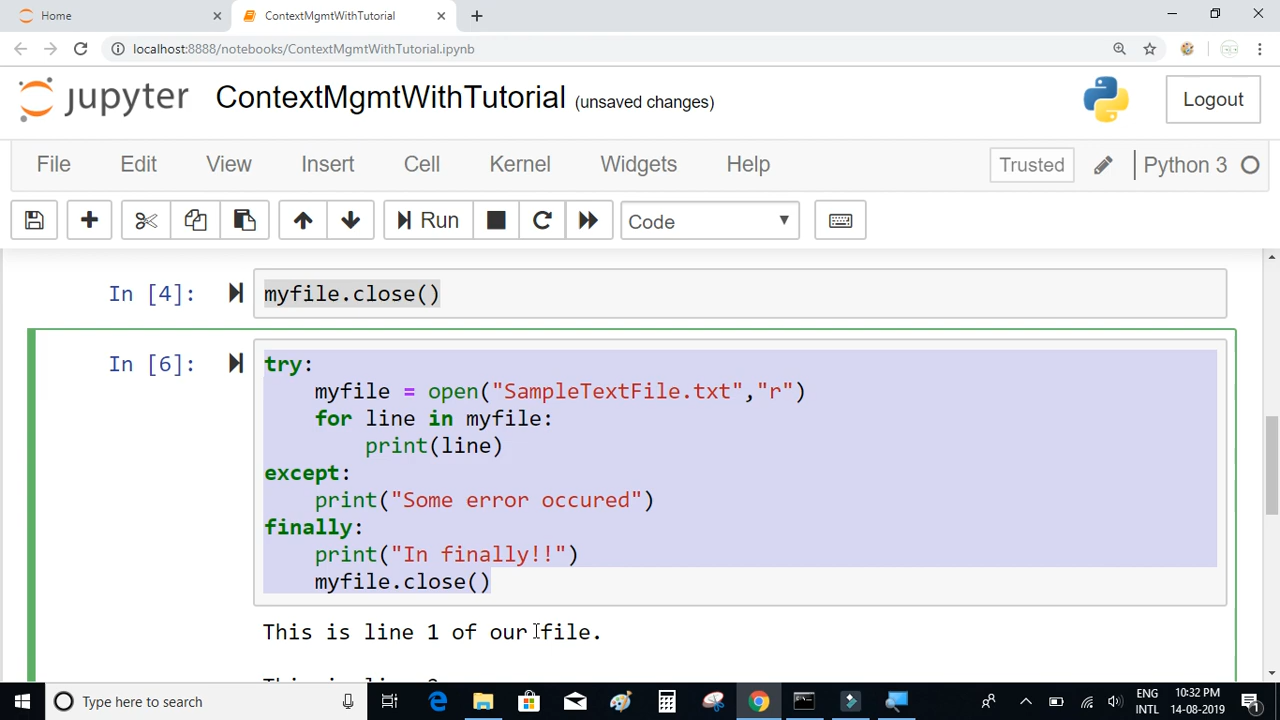 Home
ContextMgmtWithTutorial
localhost:8888/notebooks/ContextMgmtWithTutorial.ipynb
jupyter ContextMgmtWithTutorial (unsaved changes)
Logout
File Edit View Insert Cell Kernel Widgets Help
Trusted Python 3
Run Code
In [4]: myfile.close()
In [6]: try:
myfile = open("SampleTextFile.txt","r")
for line in myfile:
print(line)
except:
print("Some error occured")
finally:
print("In finally!!")
myfile.close()
This is line 1 of our file.
Type here to search
ENG
INTL
10:32 PM
14-08-2019
1